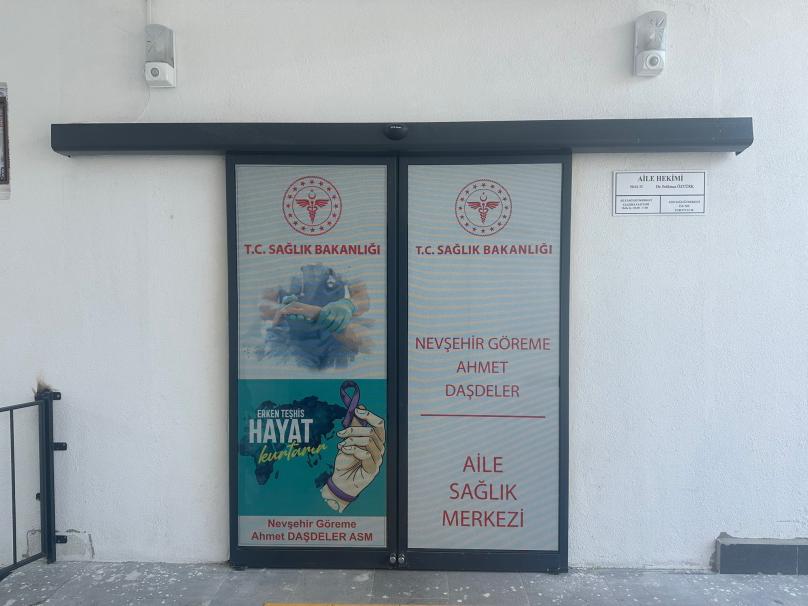 T.C. SAĞLIK BAKANLIĞI
ERKEN TEŞHİS
HAYAT
kurtarır
Nevşehir Göreme
Ahmet DAŞDELER ASM
T.C. SAĞLIK BAKANLIĞI
NEVŞEHİR GÖREME
AHMET
DAŞDELER
AİLE
SAĞLIK
MERKEZİ
AİLE HEKİMİ